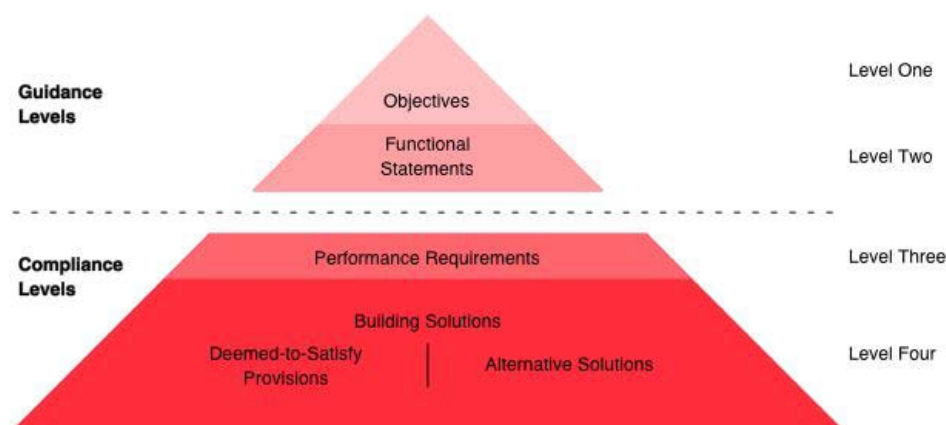 Guidance
Levels
Objectives
Level One
Functional
Statements
Level Two
Compliance
Levels
Performance Requirements
Level Three
Building Solutions
Deemed-to-Satisfy
Provisions
Alternative Solutions
Level Four